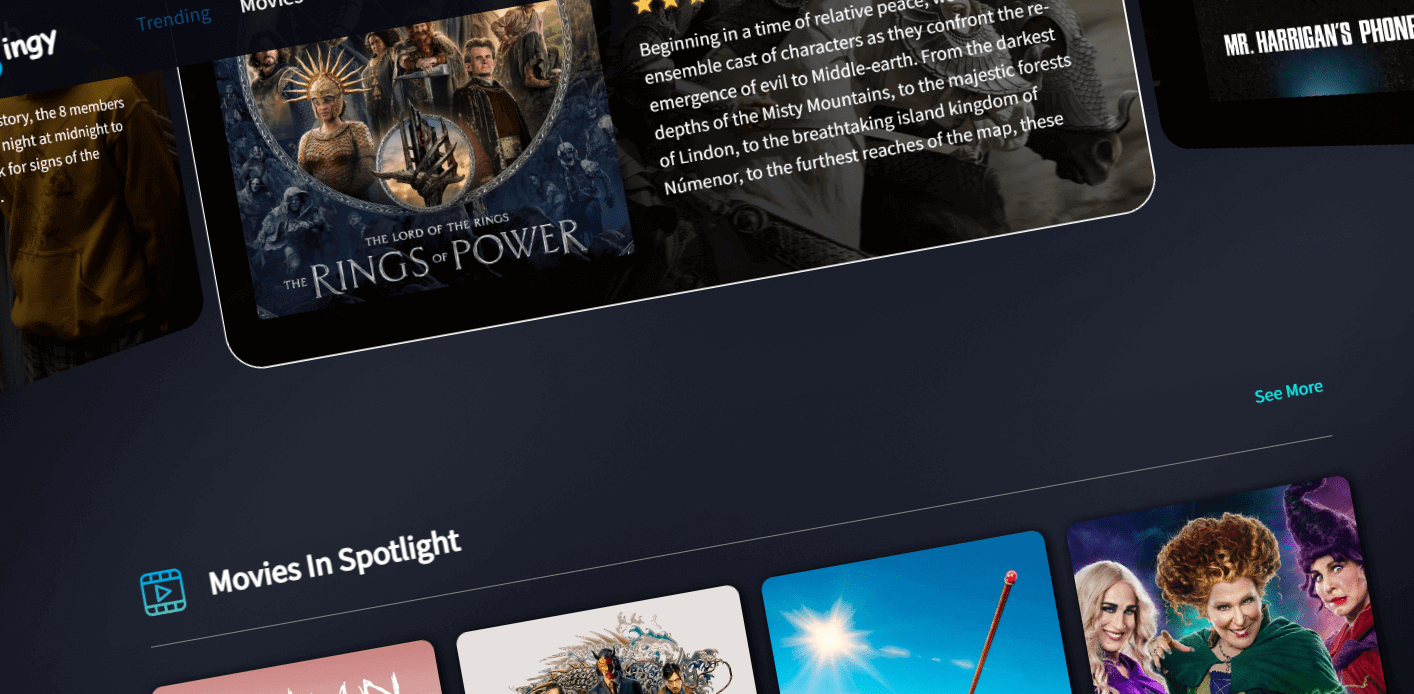 ingy
Trending
Movies
story, the 8 members
night at midnight to
for signs of the
.
Beginning in a time of relative peace,
ensemble cast of characters as they confront the re-
emergence of evil to Middle-earth. From the darkest
depths of the Misty Mountains, to the majestic forests
of Lindon, to the breathtaking island kingdom of
Númenor, to the furthest reaches of the map, these
THE LORD OF THE RINGS
THE RINGS OF POWER
MR. HARRIGAN'S PHONE
See More
Movies In Spotlight